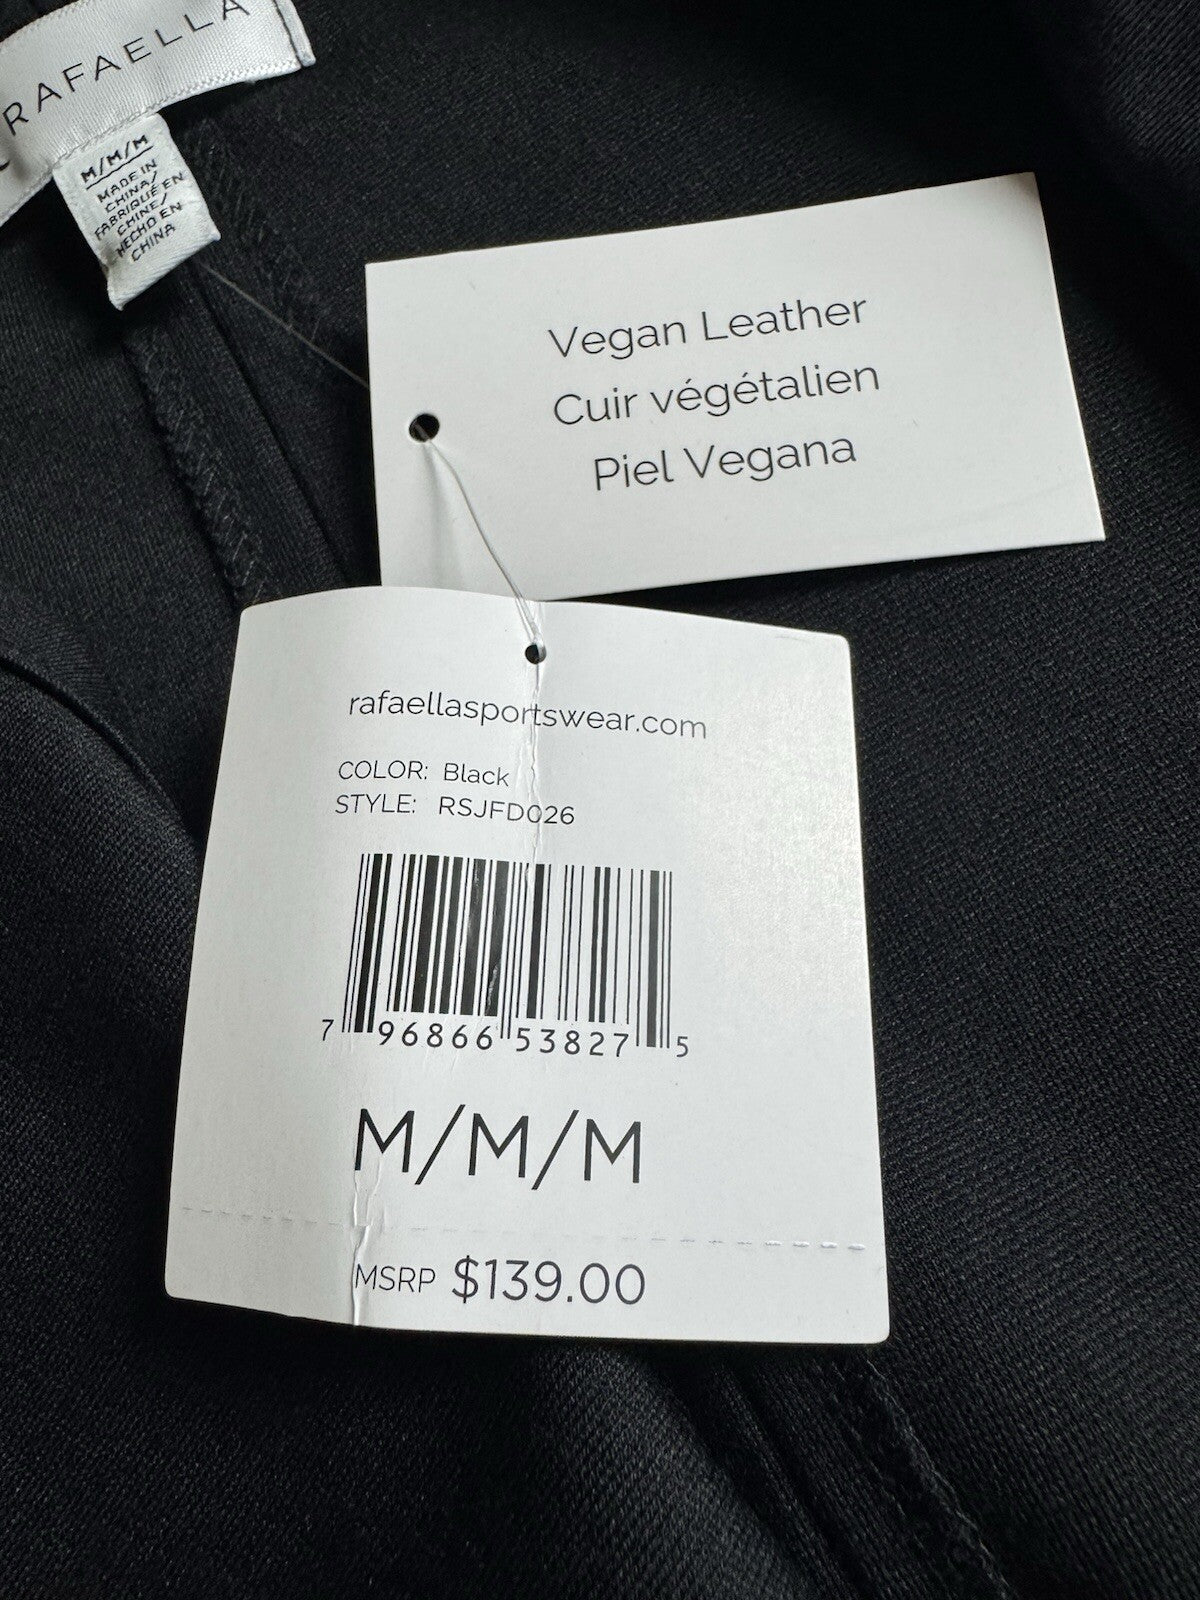 RAFAELLA
M/M/M
MADE IN
CHINA/
FABRIQUÉ EN
CHINE/
HECHO EN
CHINA
Vegan Leather
Cuir végétalien
Piel Vegana
rafaellasportswear.com
COLOR: Black
STYLE: RSJFD026
7 96866 53827 5
M/M/M
MSRP $139.00